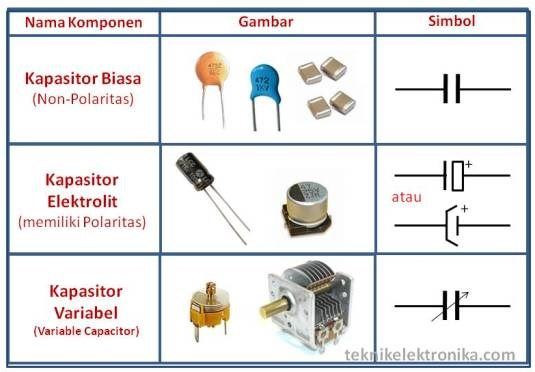 Nama Komponen
Gambar
Simbol
Kapasitor Biasa
(Non-Polaritas)
472
1KV
Kapasitor
Elektrolit
(memiliki Polaritas)
47
+
atau
+
Kapasitor
Variabel
(Variable Capacitor)
teknikelektronika.com